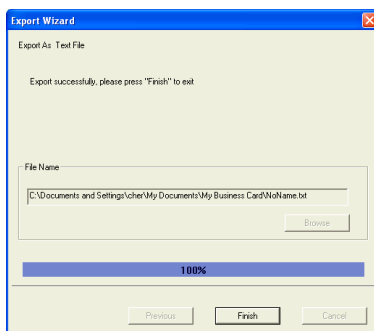 Export Wizard
Export As Text File
Export successfully, please press "Finish" to exit
File Name
C:\Documents and Settings\cher\My Documents\My Business Card\NoName.txt
Browse
100%
Previous Finish Cancel